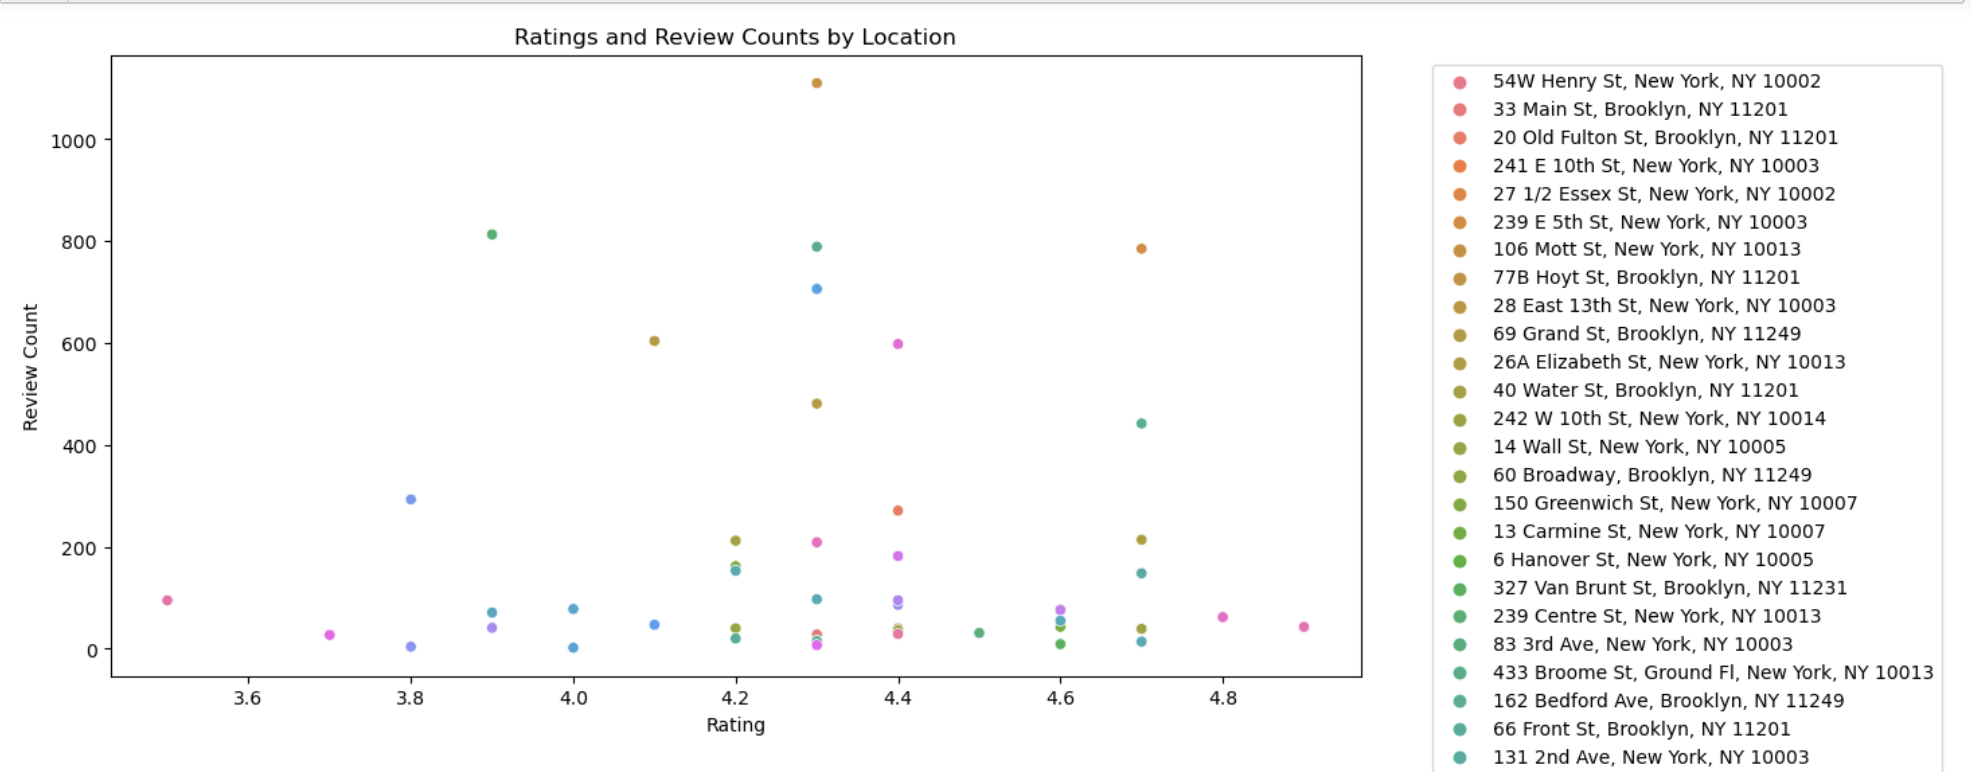 Ratings and Review Counts by Location
Review Count
1000
800
600
400
200
0
3.6 3.8 4.0 4.2 4.4 4.6 4.8
Rating
54W Henry St, New York, NY 10002
33 Main St, Brooklyn, NY 11201
20 Old Fulton St, Brooklyn, NY 11201
241 E 10th St, New York, NY 10003
27 1/2 Essex St, New York, NY 10002
239 E 5th St, New York, NY 10003
106 Mott St, New York, NY 10013
77B Hoyt St, Brooklyn, NY 11201
28 East 13th St, New York, NY 10003
69 Grand St, Brooklyn, NY 11249
26A Elizabeth St, New York, NY 10013
40 Water St, Brooklyn, NY 11201
242 W 10th St, New York, NY 10014
14 Wall St, New York, NY 10005
60 Broadway, Brooklyn, NY 11249
150 Greenwich St, New York, NY 10007
13 Carmine St, New York, NY 10007
6 Hanover St, New York, NY 10005
327 Van Brunt St, Brooklyn, NY 11231
239 Centre St, New York, NY 10013
83 3rd Ave, New York, NY 10003
433 Broome St, Ground Fl, New York, NY 10013
162 Bedford Ave, Brooklyn, NY 11249
66 Front St, Brooklyn, NY 11201
131 2nd Ave, New York, NY 10003